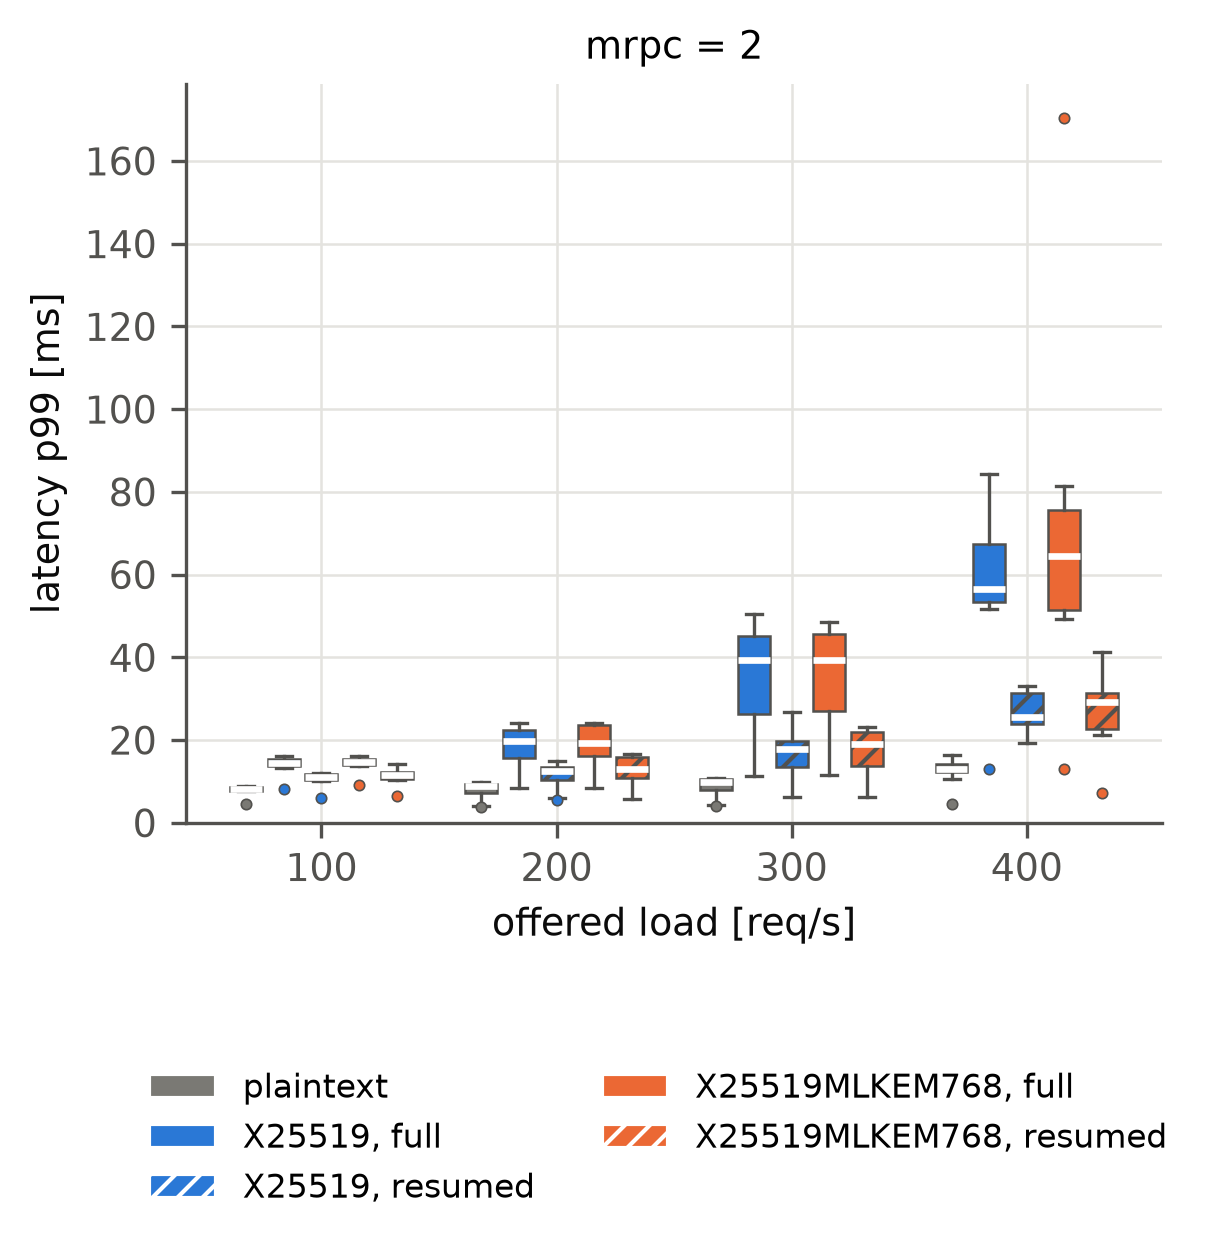 mrpc = 2
latency p99 [ms]
160
140
120
100
80
60
40
20
0
100 200 300 400
offered load [req/s]
plaintext
X25519, full
X25519, resumed
X25519MLKEM768, full
X25519MLKEM768, resumed